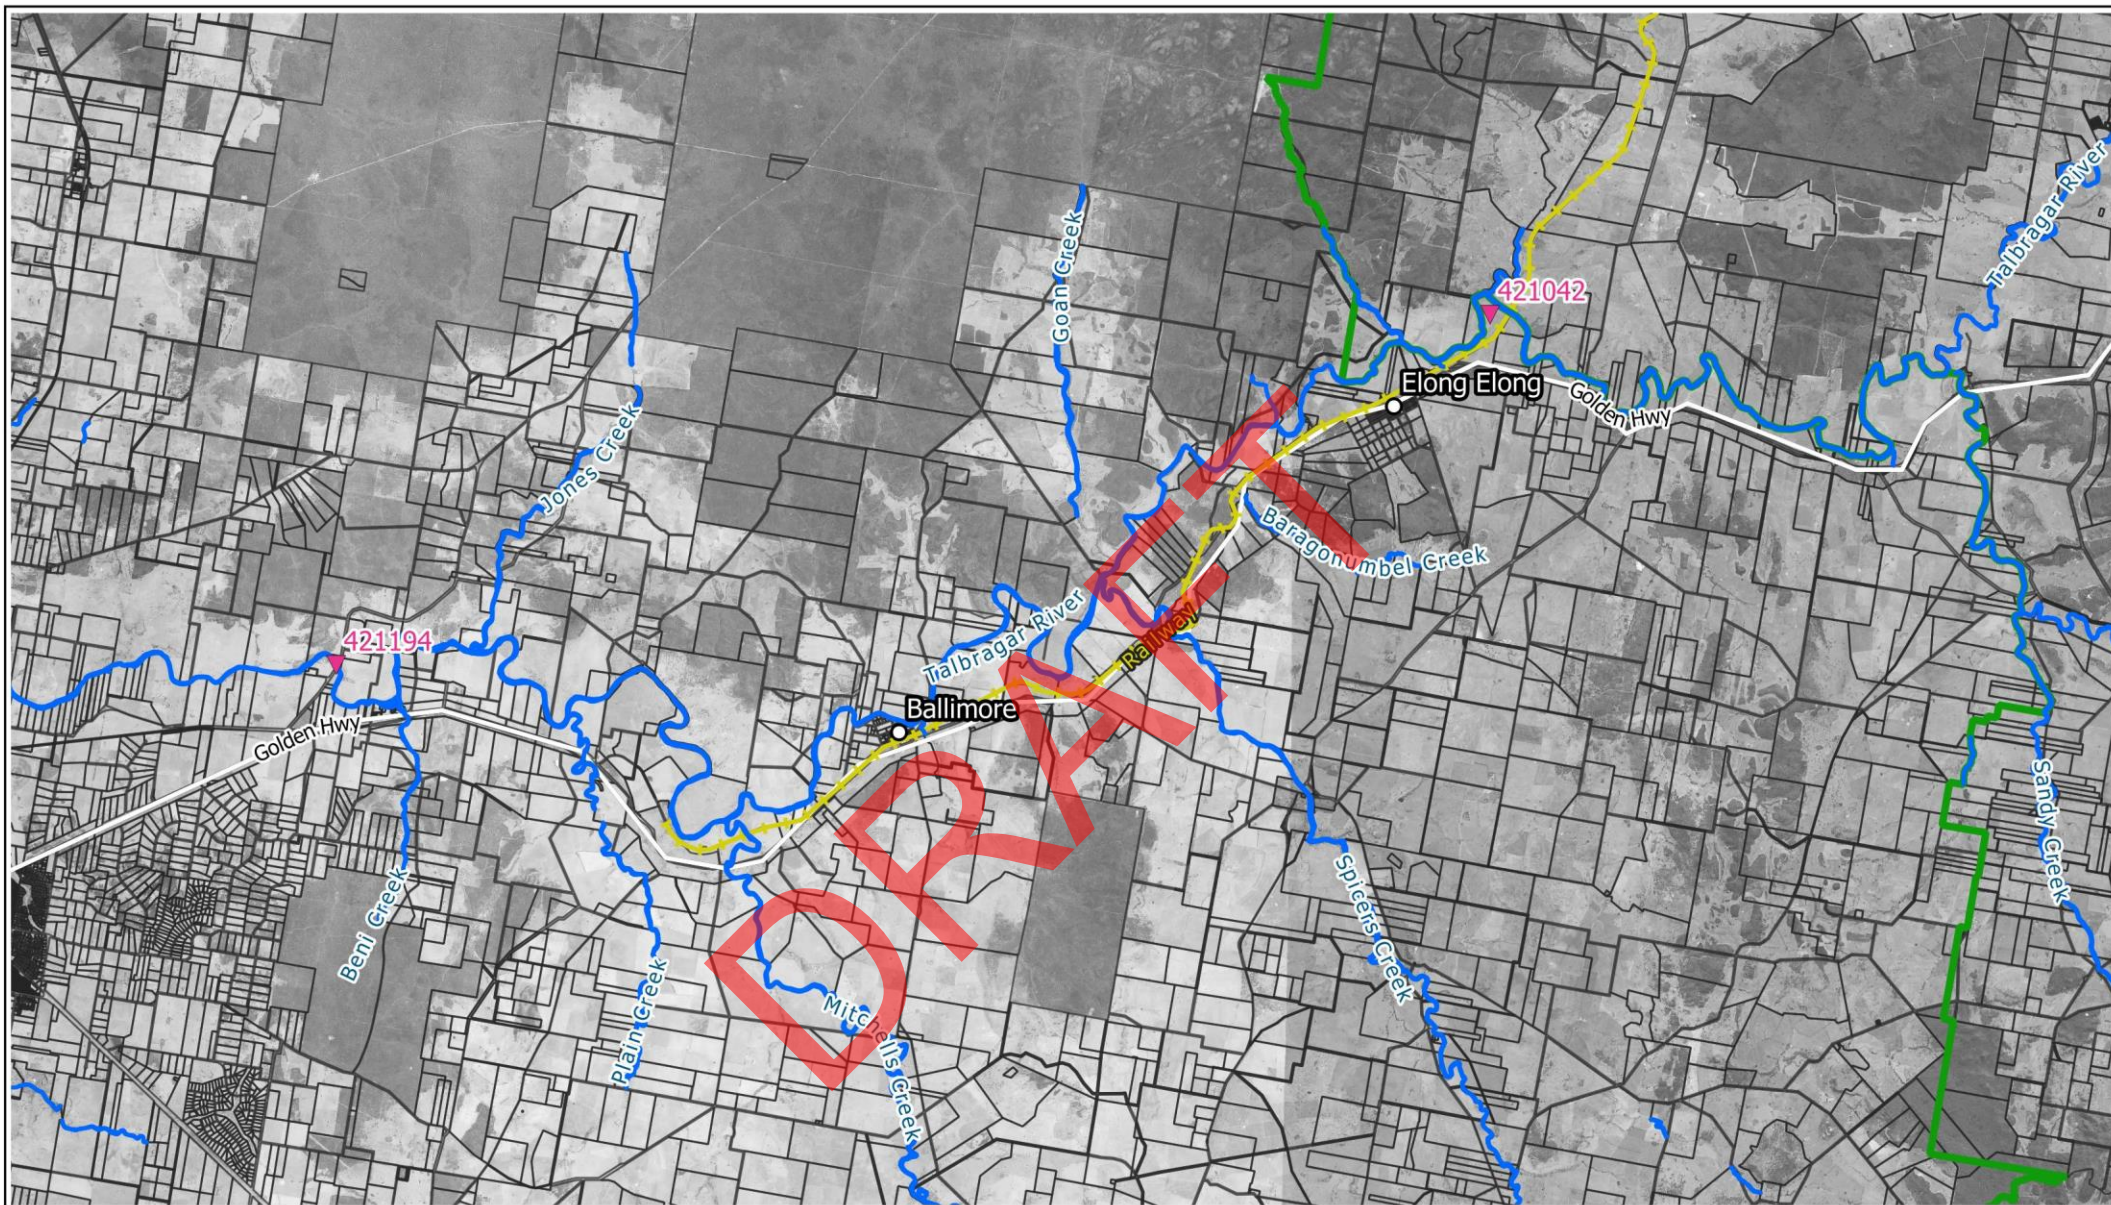 Talbragar River
Goan Creek
421042
Elong Elong
Golden Hwy
Jones Creek
Baragonumbel Creek
Talbragar River
Railway
421194
Ballimore
Golden Hwy
Sandy Creek
Beni Creek
Spicers Creek
Plain Creek
Mitchells Creek
DRAFT